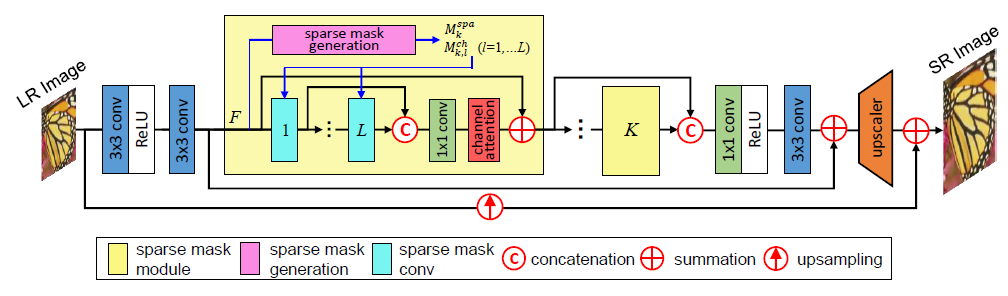 LR Image
3x3 conv
ReLU
3x3 conv
F
sparse mask
generation
M_k^{spa}
M_{k,l}^{ch} (l=1,...L)
1
L
C
1x1 conv
channel
attention
K
C
1x1 conv
ReLU
3x3 conv
upscaler
SR Image
sparse mask
module
sparse mask
generation
sparse mask
conv
C
concatenation
summation
upsampling